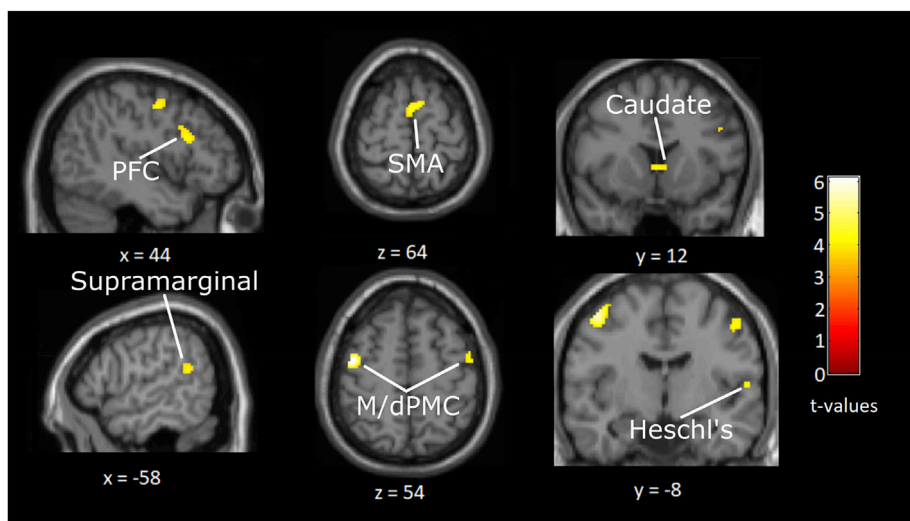 PFC
SMA
Caudate
x = 44
z = 64
y = 12
Supramarginal
M/dPMC
Heschl's
x = -58
z = 54
y = -8
6
5
4
3
2
1
0
t-values